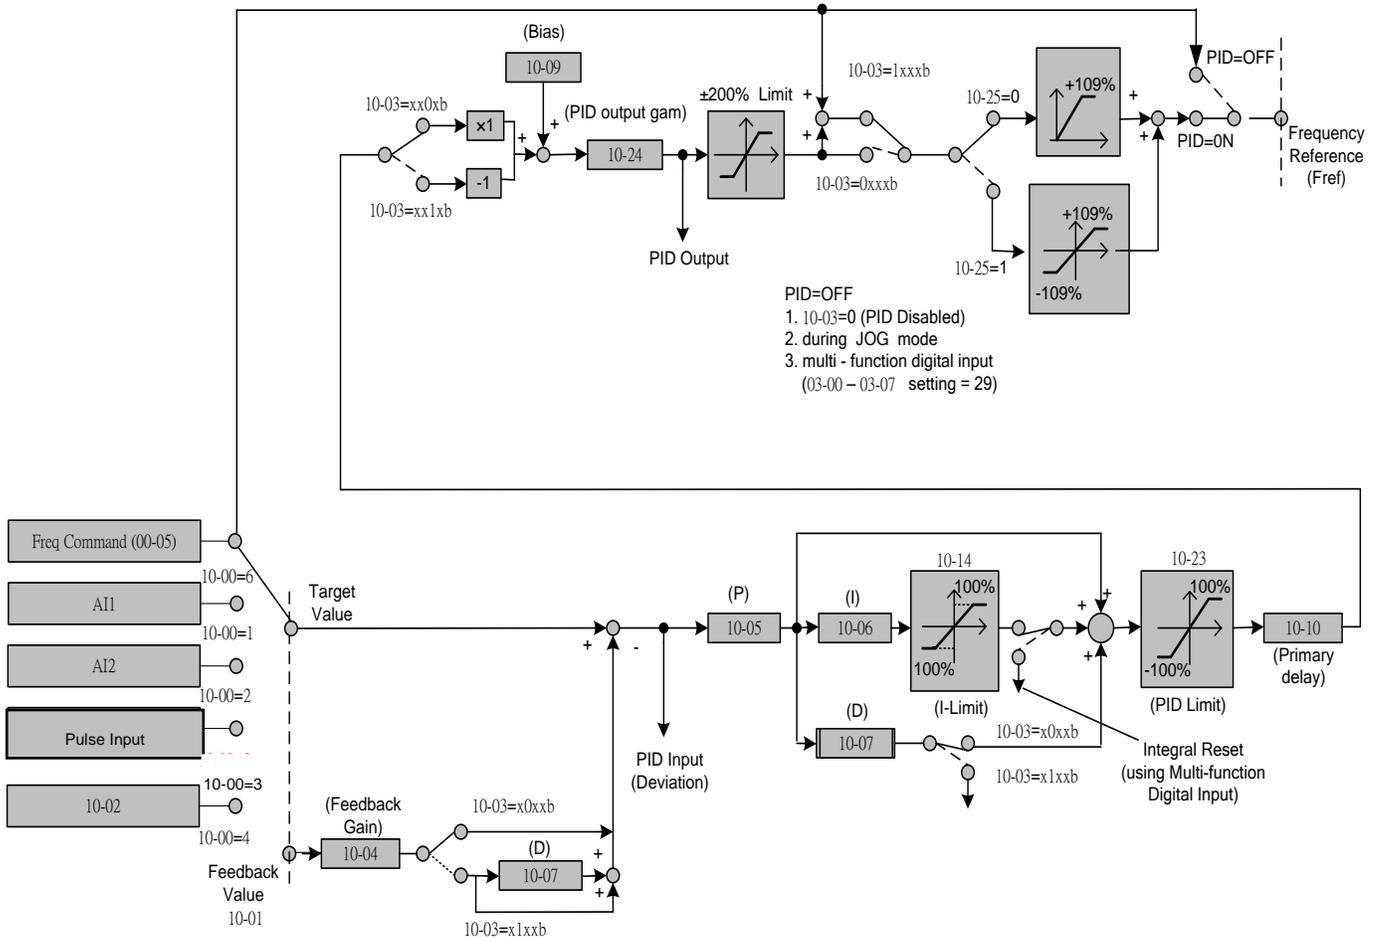 (Bias)
10-09
PID=OFF
10-03=1xxxb
±200% Limit
10-03=xx0xb
(PID output gam)
10-25=0
+109%
×1
+
+
+
+
+
+
10-24
PID=0N
Frequency
Reference
(Fref)
-1
10-03=0xxxb
10-03=xx1xb
+109%
PID Output
10-25=1
-109%
PID=OFF
1. 10-03=0 (PID Disabled)
2. during JOG mode
3. multi - function digital input
(03-00 – 03-07 setting = 29)
Freq Command (00-05)
10-00=6
AI1
10-00=1
AI2
10-00=2
Pulse Input
10-00=3
10-02
10-00=4
Target
Value
Feedback
Value
10-01
(Feedback
Gain)
10-04
10-03=x0xxb
(D)
10-07
+
+
10-03=x1xxb
+
-
PID Input
(Deviation)
(P)
10-05
(I)
10-06
10-14
100%
100%
(I-Limit)
(D)
10-07
10-03=x0xxb
10-03=x1xxb
+
+
+
10-23
100%
-100%
(PID Limit)
10-10
(Primary
delay)
Integral Reset
(using Multi-function
Digital Input)